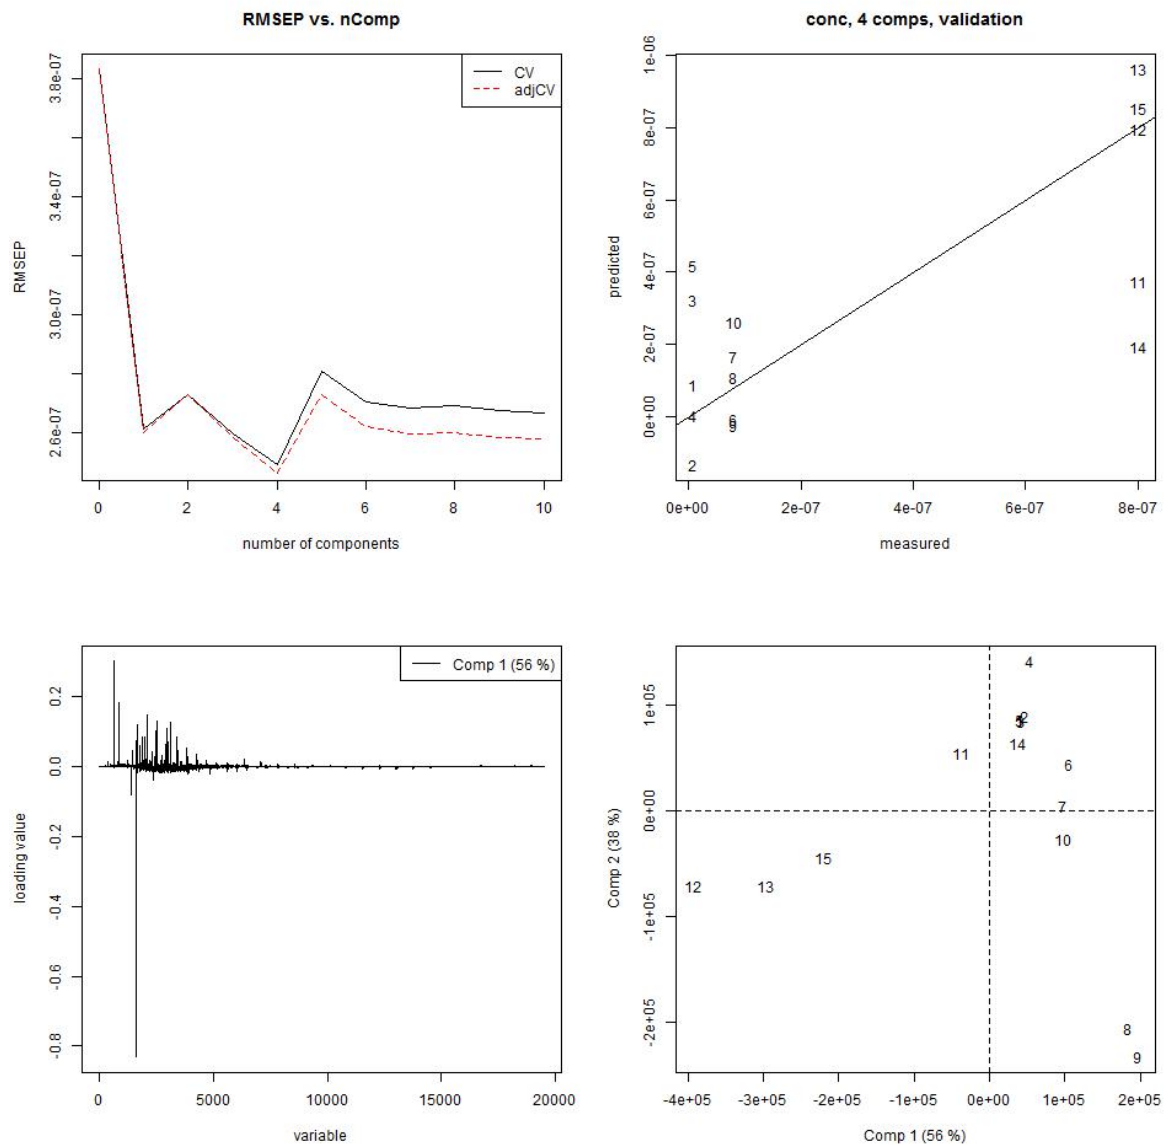 RMSEP vs. nComp
CV
adjCV
RMSEP
3.8e-07
3.4e-07
3.0e-07
2.6e-07
0 2 4 6 8 10
number of components
conc, 4 comps, validation
predicted
1e-06
8e-07
6e-07
4e-07
2e-07
0e+00
13
15
12
5
3
11
10
14
7
1
8
4
6
2
0e+00 2e-07 4e-07 6e-07 8e-07
measured
Comp 1 (56 %)
loading value
0.2
0.0
-0.2
-0.4
-0.6
-0.8
0 5000 10000 15000 20000
variable
Comp 2 (38 %)
1e+05
0e+00
-1e+05
-2e+05
4
2
14
11
6
7
10
15
12 13
8
9
-4e+05 -3e+05 -2e+05 -1e+05 0e+00 1e+05 2e+05
Comp 1 (56 %)